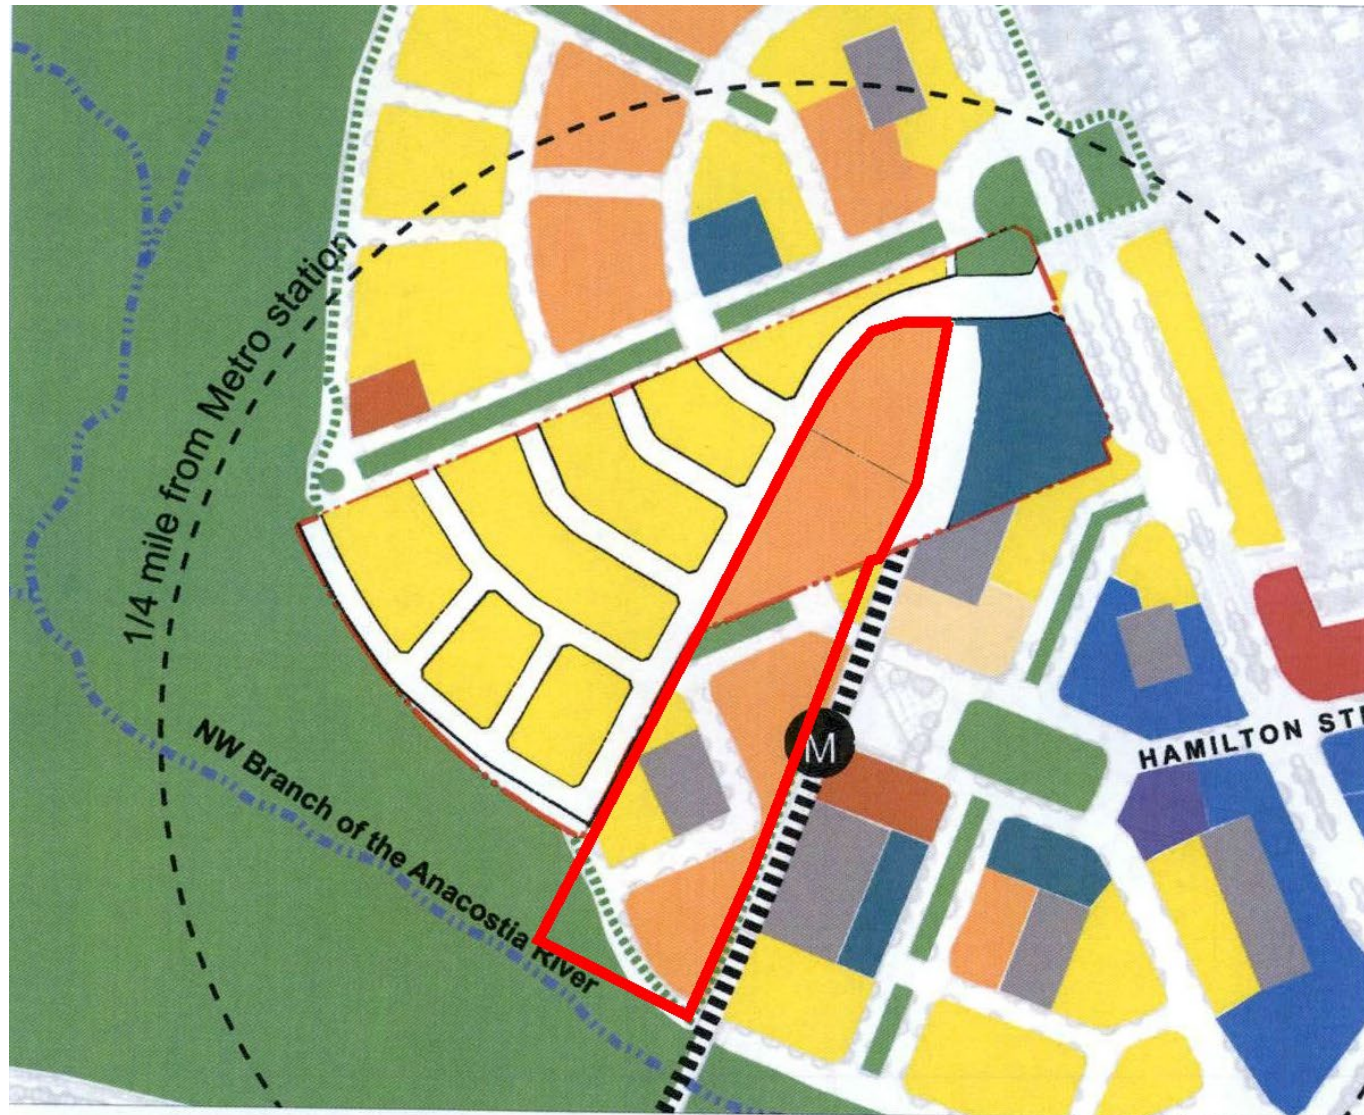 1/4 mile from Metro station
NW Branch of the Anacostia River
M
HAMILTON ST